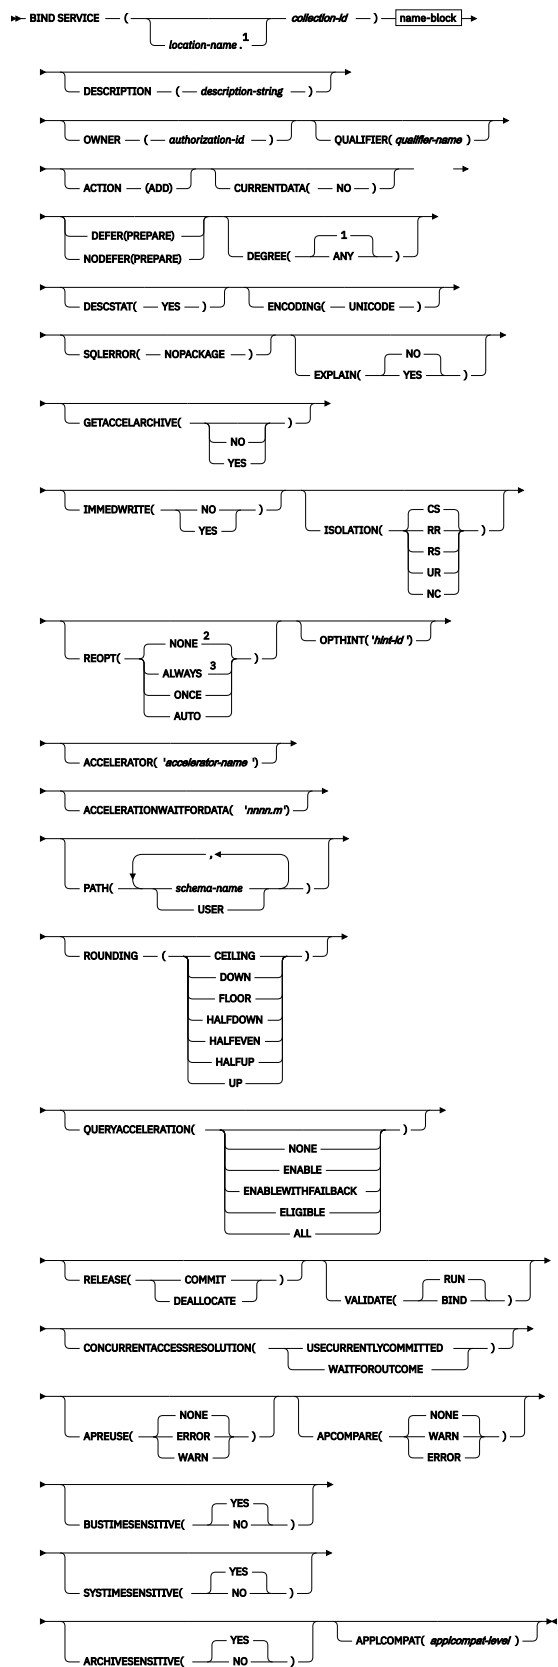 BIND SERVICE ( collection-id ) name-block
location-name . 1
DESCRIPTION ( description-string )
OWNER ( authorization-id ) QUALIFIER( qualifier-name )
ACTION (ADD) CURRENTDATA( NO )
DEFER(PREPARE)
NODEFER(PREPARE)
1
DEGREE( ANY )
DESCSTAT( YES ) ENCODING( UNICODE )
SQLERROR( NOPACKAGE )
NO
EXPLAIN( YES )
GETACCELARCHIVE( )
NO
YES
IMMEDWRITE( NO )
YES
CS
ISOLATION( RR )
RS
UR
NC
NONE 2
REOPT( ALWAYS 3 )
ONCE
AUTO
OPTHINT( 'hint-id')
ACCELERATOR( 'accelerator-name ')
ACCELERATIONWAITFORDATA( 'nnnn.m')
,
PATH( schema-name )
USER
ROUNDING ( CEILING )
DOWN
FLOOR
HALFDOWN
HALFEVEN
HALFUP
UP
QUERYACCELERATION( )
NONE
ENABLE
ENABLEWITHFAILBACK
ELIGIBLE
ALL
RELEASE( COMMIT )
DEALLOCATE
RUN
VALIDATE( BIND )
CONCURRENTACCESSRESOLUTION( USECURRENTLYCOMMITTED )
WAITFOROUTCOME
NONE
APREUSE( ERROR )
WARN
NONE
APCOMPARE( WARN )
ERROR
YES
BUSTIMESENSITIVE( NO )
YES
SYSTIMESENSITIVE( NO )
YES
ARCHIVESENSITIVE( NO )
APPLCOMPAT( applcompat-level )